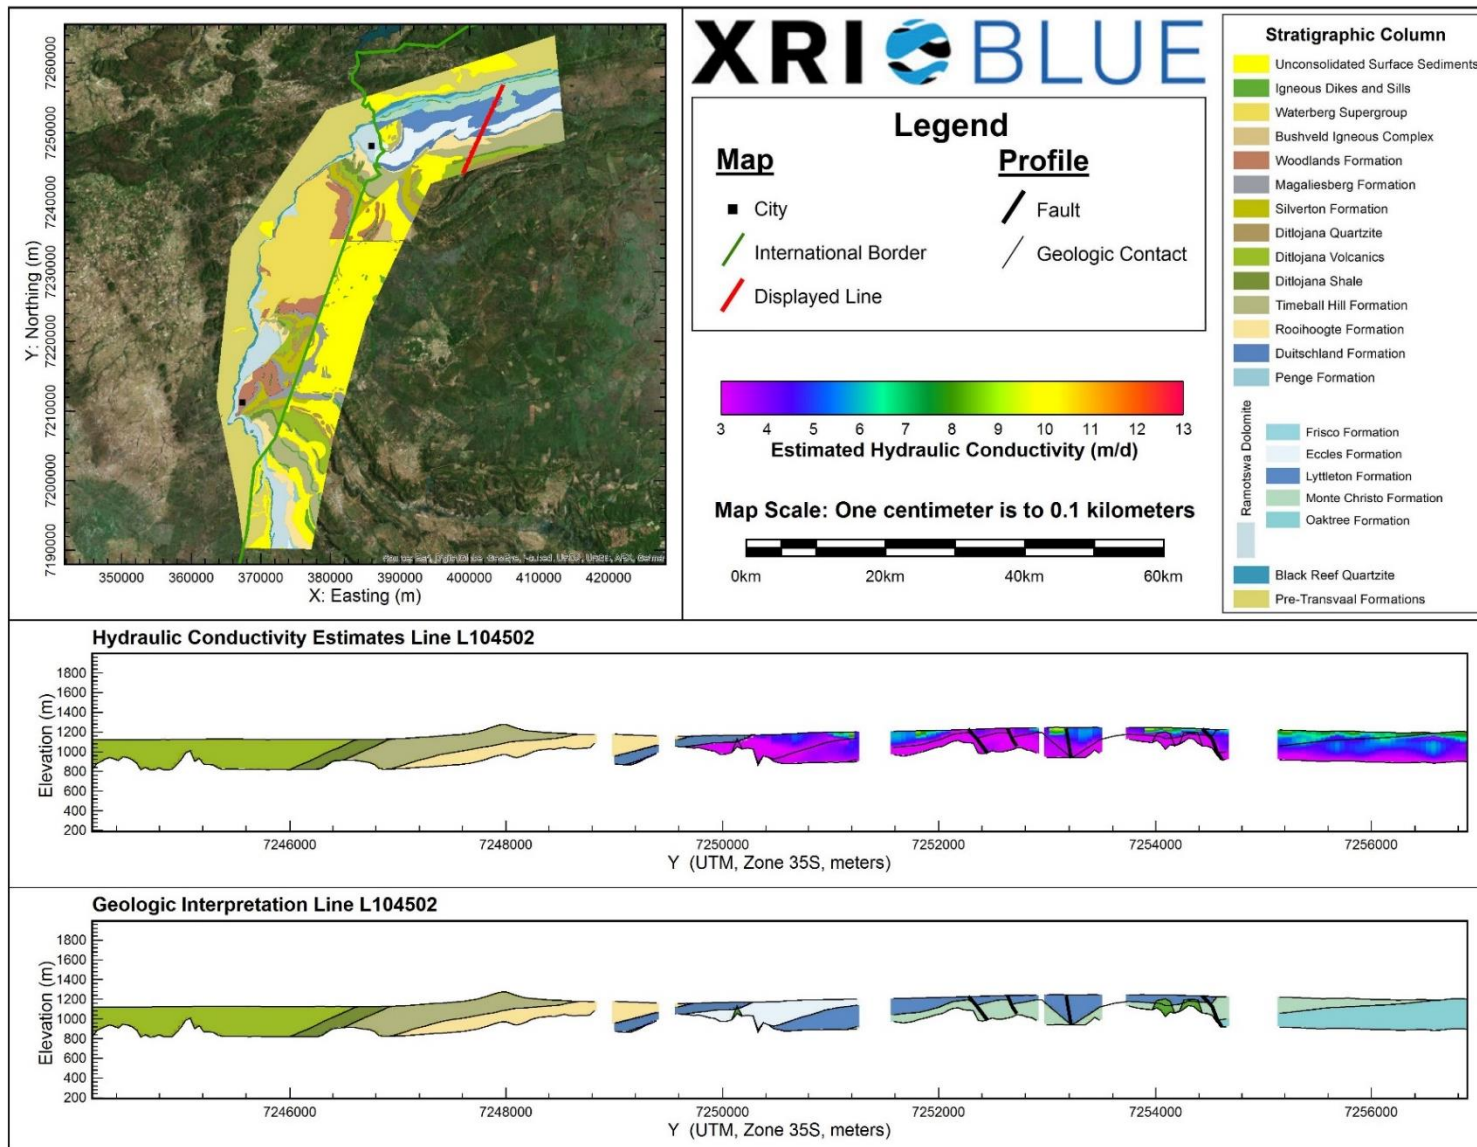 XRI BLUE
7260000
7250000
7240000
7230000
7220000
7210000
7200000
7190000
Y: Northing (m)
350000 360000 370000 380000 390000 400000 410000 420000
X: Easting (m)
Legend
Map
City
International Border
Displayed Line
Profile
Fault
Geologic Contact
3 4 5 6 7 8 9 10 11 12 13
Estimated Hydraulic Conductivity (m/d)
Map Scale: One centimeter is to 0.1 kilometers
0km 20km 40km 60km
Stratigraphic Column
Unconsolidated Surface Sediments
Igneous Dikes and Sills
Waterberg Supergroup
Bushveld Igneous Complex
Woodlands Formation
Magaliesberg Formation
Silverton Formation
Ditlojana Quartzite
Ditlojana Volcanics
Ditlojana Shale
Timeball Hill Formation
Rooihoogte Formation
Duitschland Formation
Penge Formation
Ramotswa Dolomite
Frisco Formation
Eccles Formation
Lyttleton Formation
Monte Christo Formation
Oaktree Formation
Black Reef Quartzite
Pre-Transvaal Formations
Hydraulic Conductivity Estimates Line L104502
1800
1600
1400
1200
1000
800
600
400
200
Elevation (m)
7246000 7248000 7250000 7252000 7254000 7256000
Y (UTM, Zone 35S, meters)
Geologic Interpretation Line L104502
1800
1600
1400
1200
1000
800
600
400
200
Elevation (m)
7246000 7248000 7250000 7252000 7254000 7256000
Y (UTM, Zone 35S, meters)